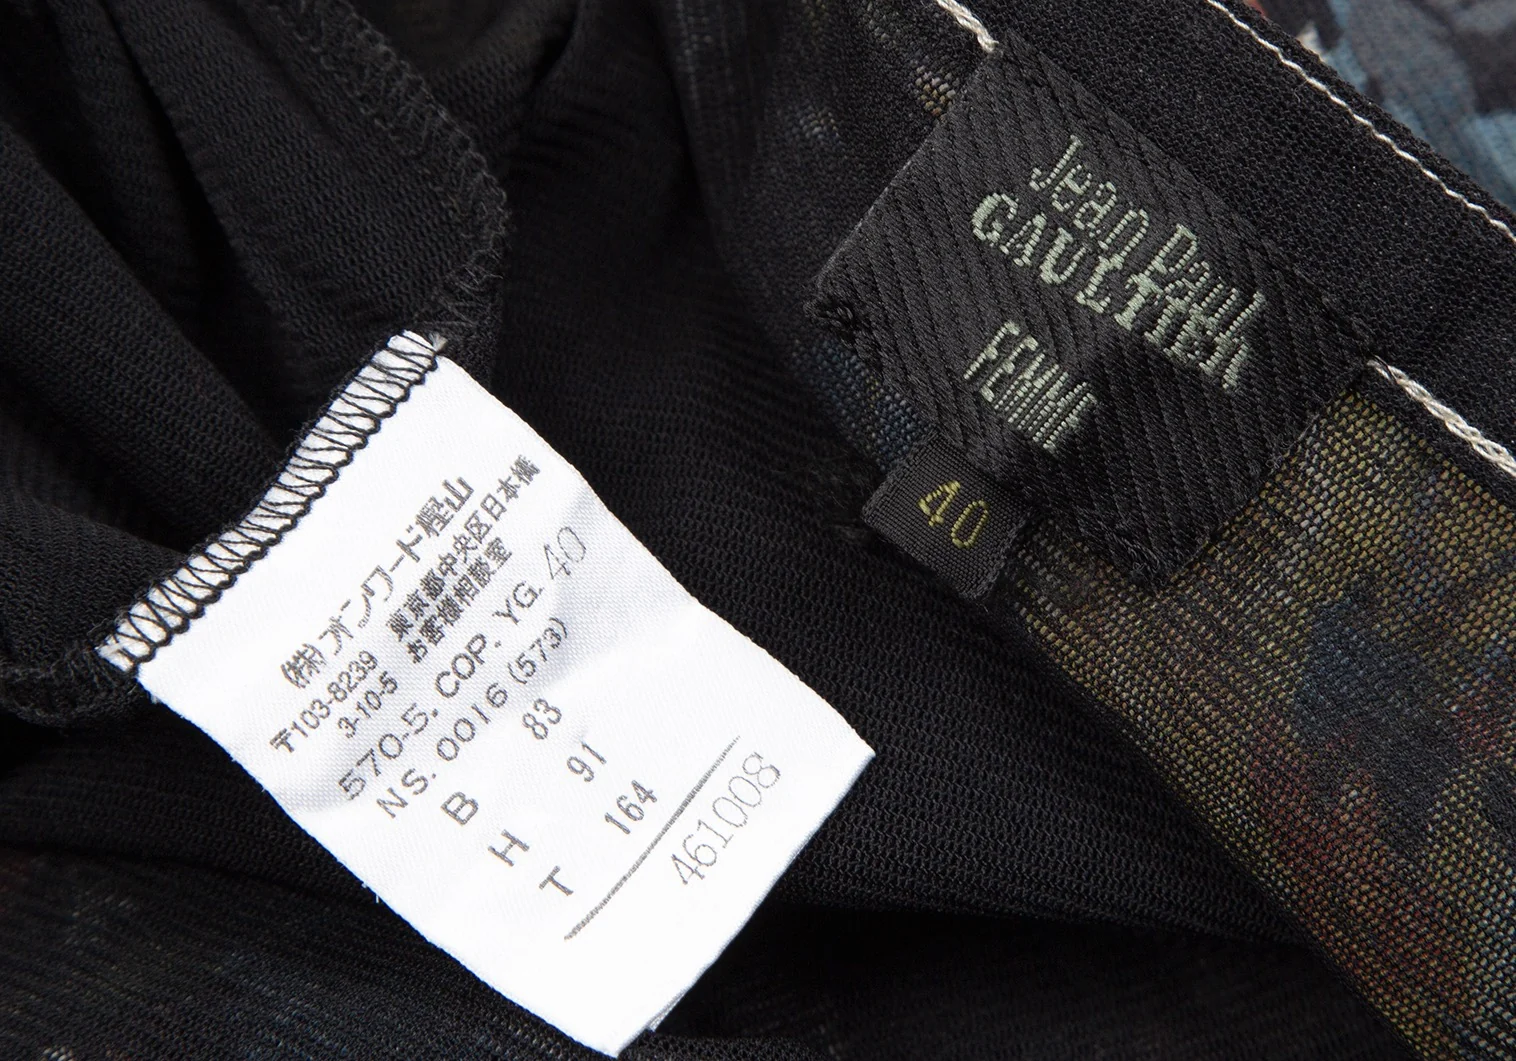 Jean Paul
GAULTIER
FEMME
40
(株)オンワード樫山
〒103-8239 東京都中央区日本橋
3-10-5 お客様相談室
570-5. COP. YG. 40
NS. 0016 (573)
B 83
H 91
T 164
461008